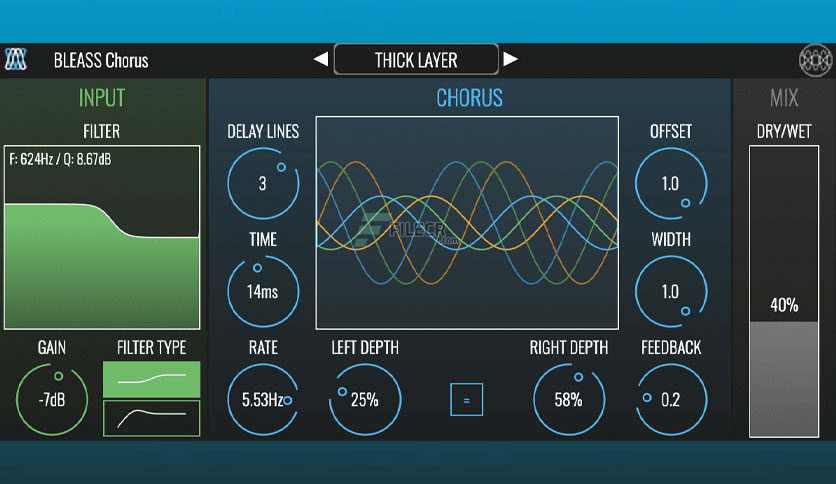 BLEASS Chorus
THICK LAYER
INPUT
CHORUS
MIX
FILTER
F: 624Hz / Q: 8.67dB
DELAY LINES
3
OFFSET
1.0
DRY/WET
TIME
14ms
FILECR
.com
WIDTH
1.0
40%
GAIN
-7dB
FILTER TYPE
RATE
5.53Hz
LEFT DEPTH
25%
=
RIGHT DEPTH
58%
FEEDBACK
0.2